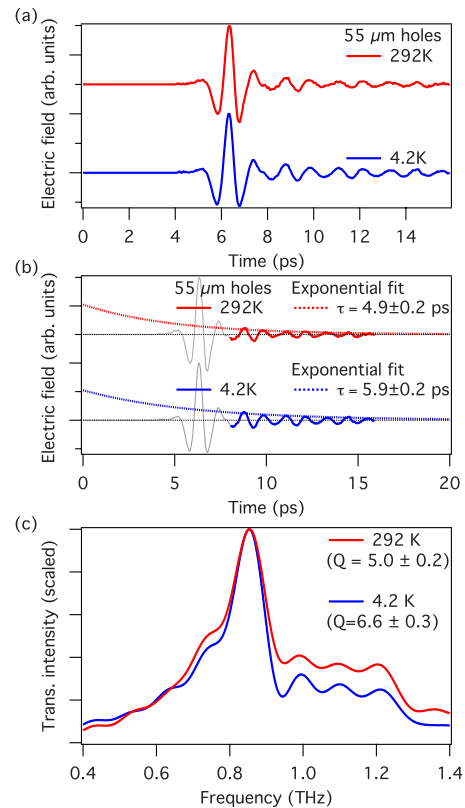 (a)
Electric field (arb. units)
55 µm holes
292K
4.2K
0 2 4 6 8 10 12 14
Time (ps)
(b)
Electric field (arb. units)
55 µm holes
292K
Exponential fit
τ = 4.9±0.2 ps
4.2K
Exponential fit
τ = 5.9±0.2 ps
0 5 10 15 20
Time (ps)
(c)
Trans. intensity (scaled)
292 K
(Q = 5.0 ± 0.2)
4.2 K
(Q=6.6 ± 0.3)
0.4 0.6 0.8 1.0 1.2 1.4
Frequency (THz)